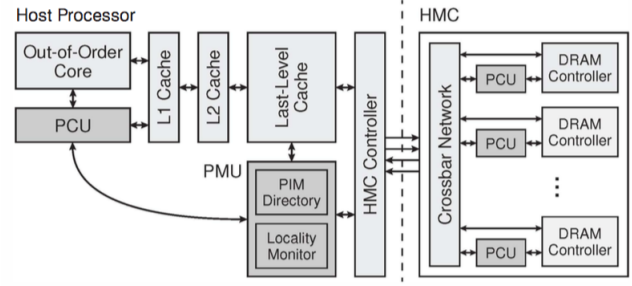 Host Processor
HMC
Out-of-Order
Core
PCU
L1 Cache
L2 Cache
Last-Level
Cache
PMU
PIM
Directory
Locality
Monitor
HMC Controller
Crossbar Network
PCU
DRAM
Controller
PCU
DRAM
Controller
PCU
DRAM
Controller